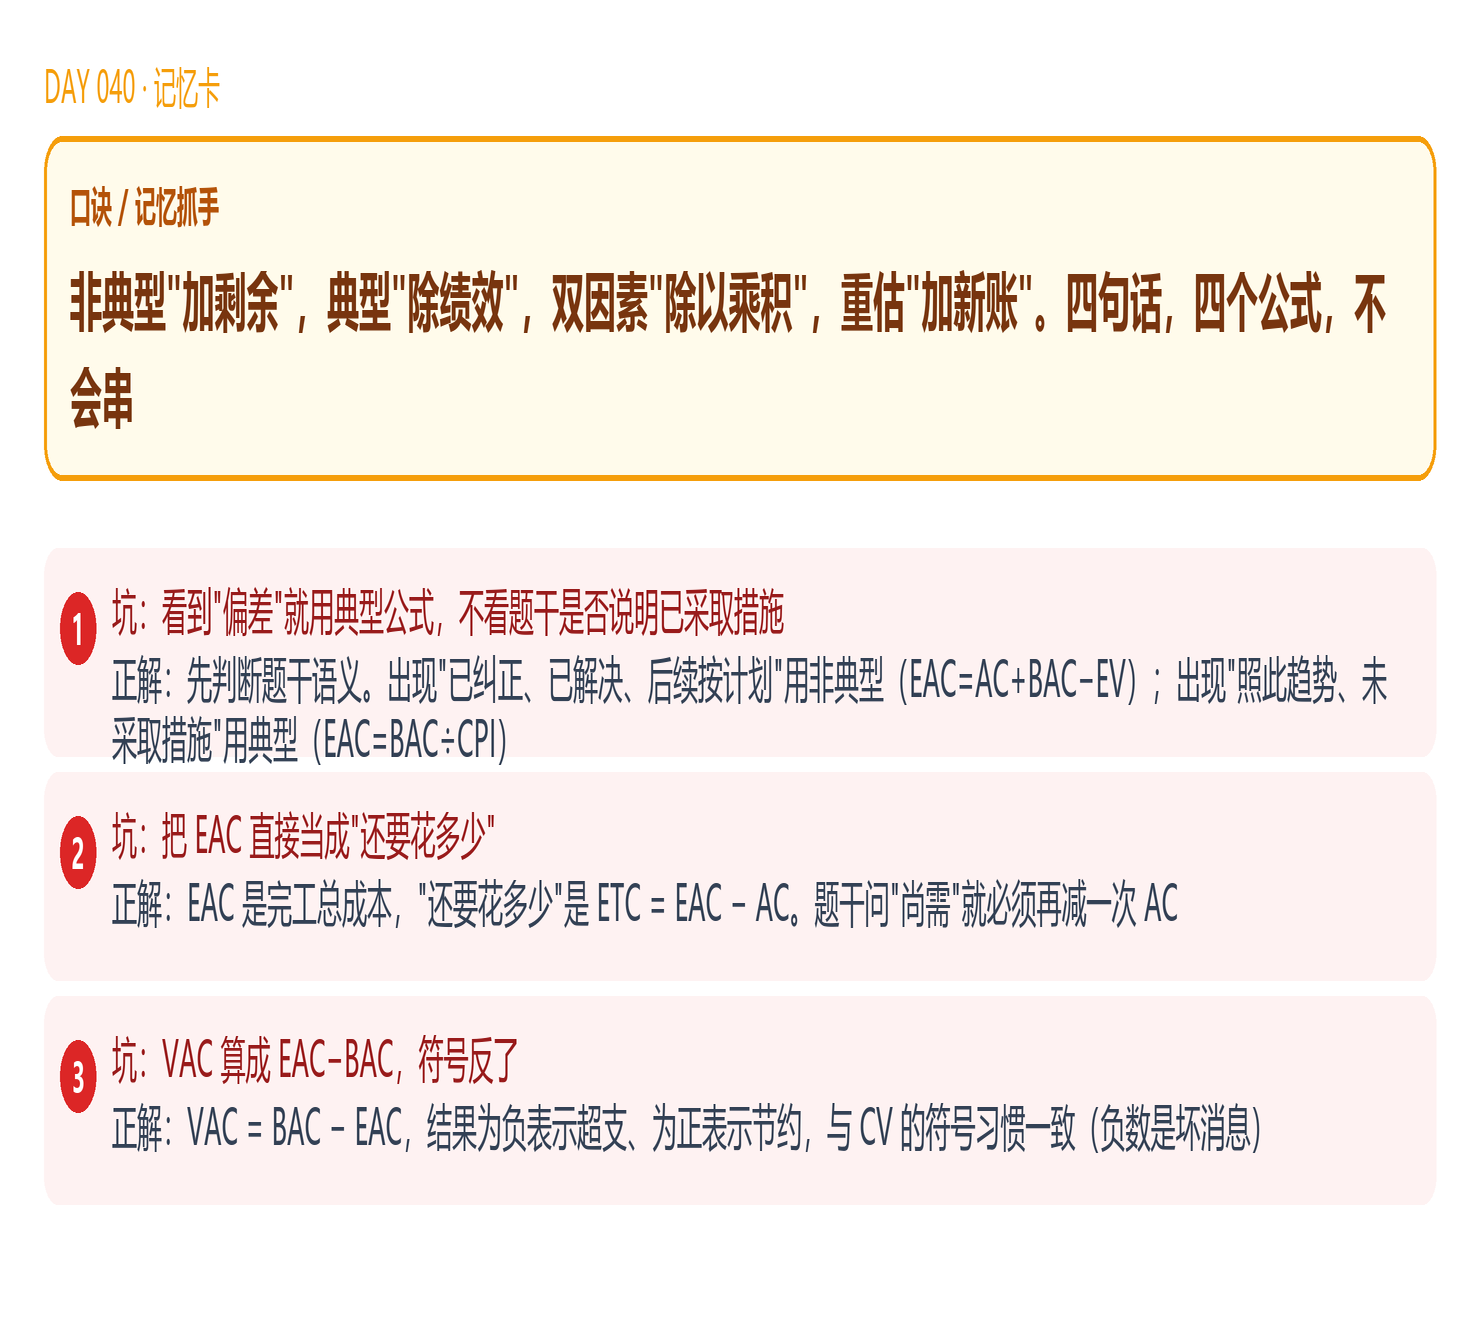 DAY 040 · 记忆卡
口诀 / 记忆抓手
非典型"加剩余"，典型"除绩效"，双因素"除以乘积"，重估"加新账"。四句话，四个公式，不
会串
1
坑：看到"偏差"就用典型公式，不看题干是否说明已采取措施
正解：先判断题干语义。出现"已纠正、已解决、后续按计划"用非典型（EAC=AC+BAC−EV）；出现"照此趋势、未
采取措施"用典型（EAC=BAC÷CPI）
2
坑：把 EAC 直接当成"还要花多少"
正解：EAC 是完工总成本，"还要花多少"是 ETC = EAC − AC。题干问"尚需"就必须再减一次 AC
3
坑：VAC 算成 EAC−BAC，符号反了
正解：VAC = BAC − EAC，结果为负表示超支、为正表示节约，与 CV 的符号习惯一致（负数是坏消息）